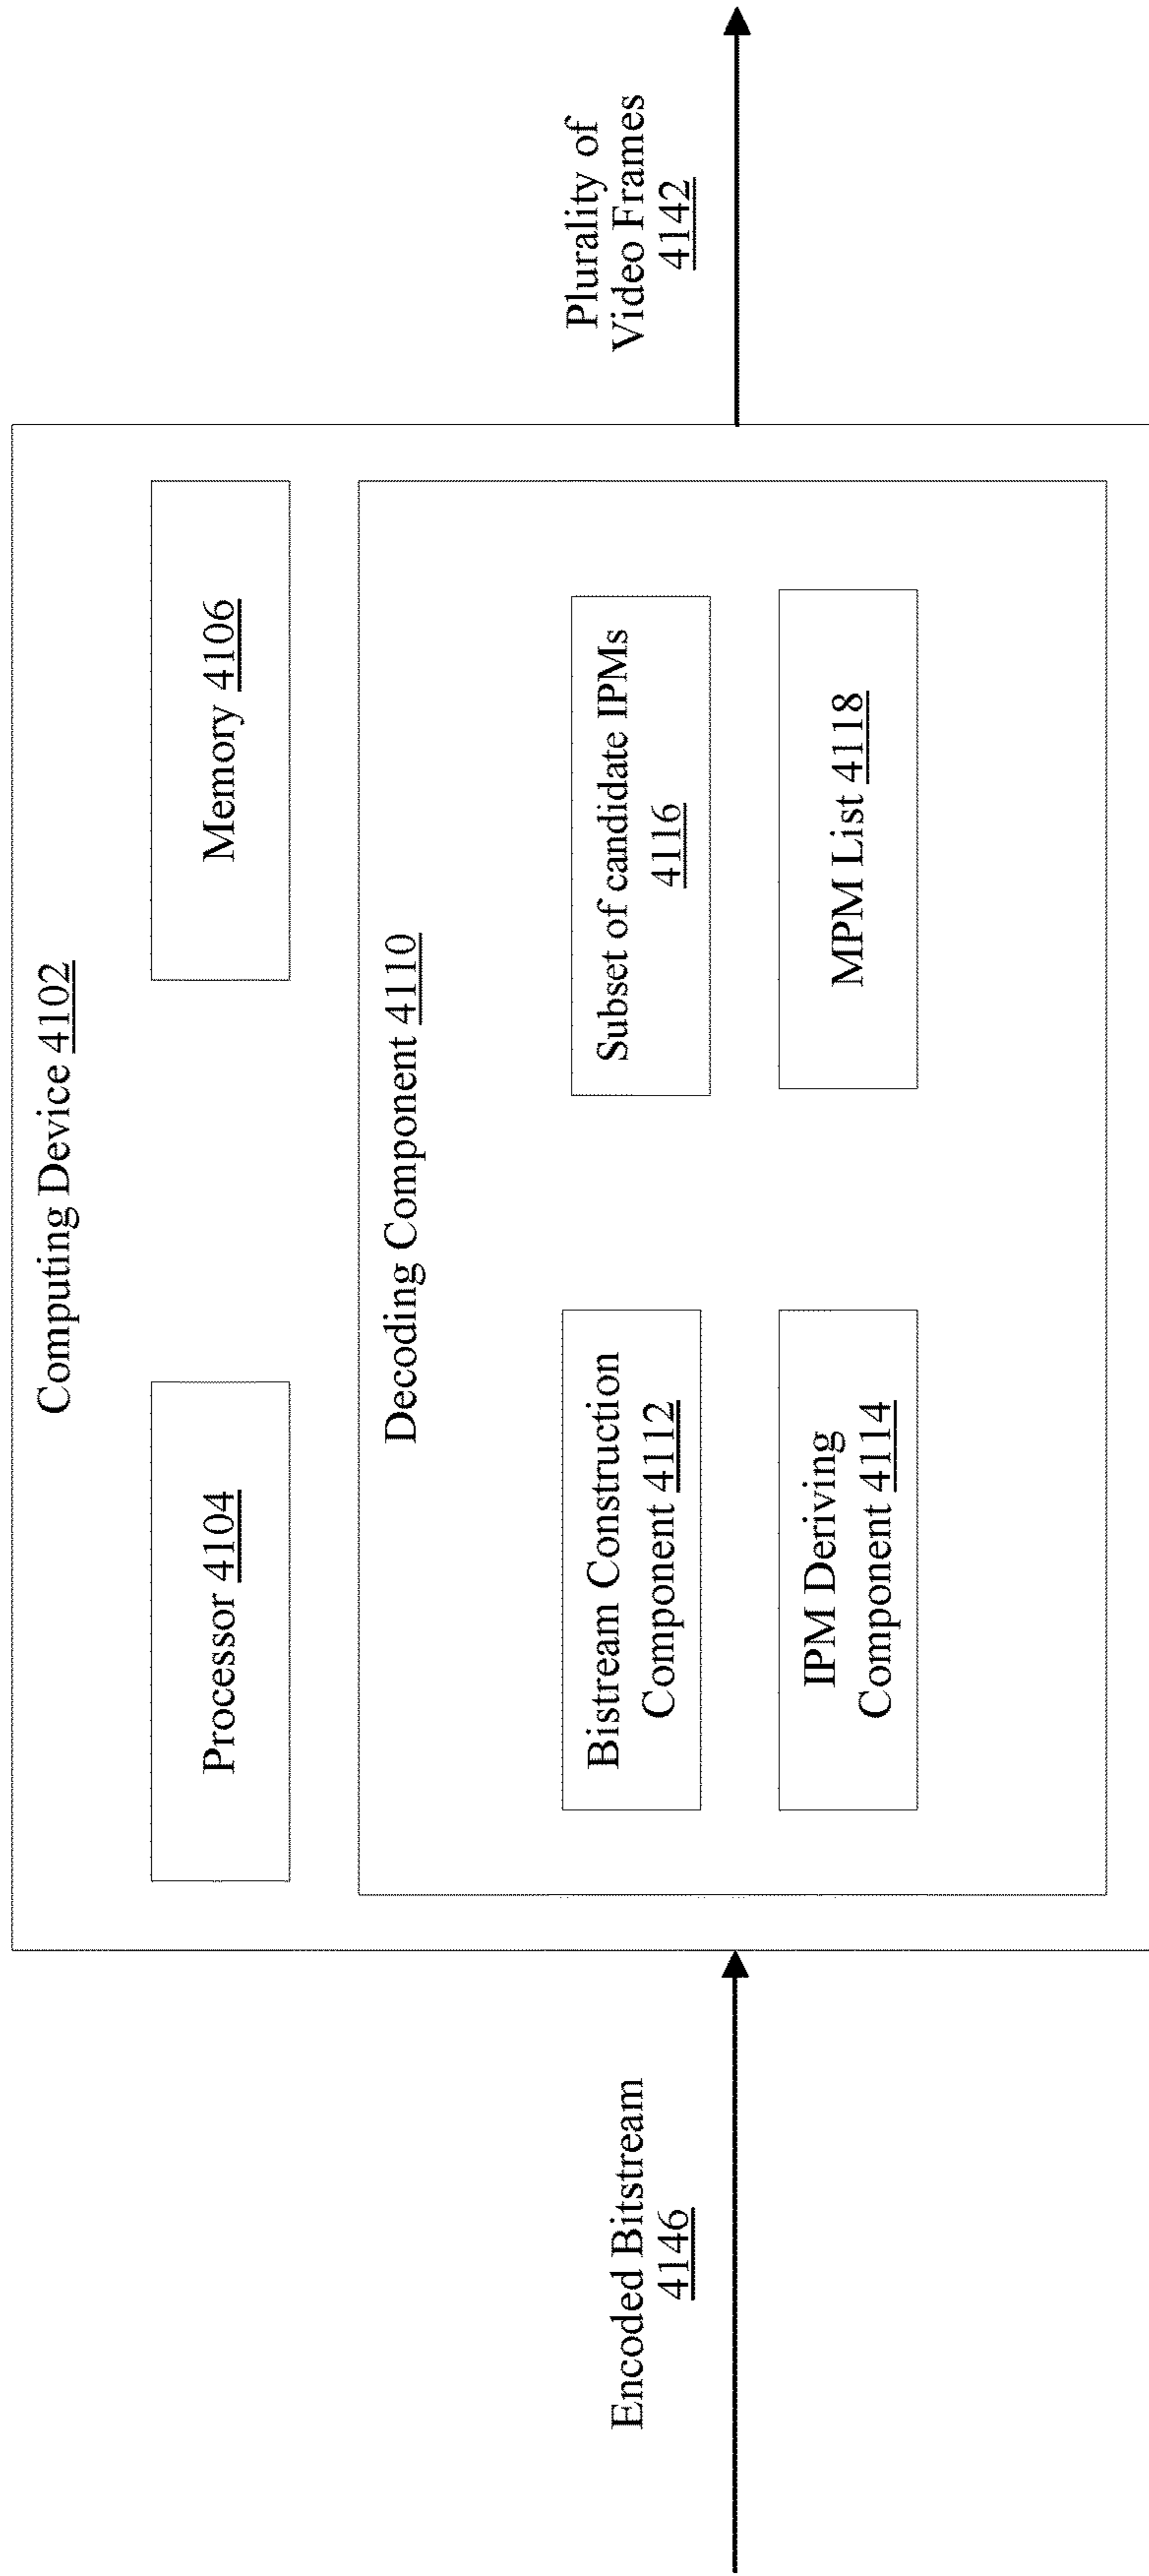 Computing Device 4102
Processor 4104
Memory 4106
Decoding Component 4110
Bistream Construction
Component 4112
Subset of candidate IPMs
4116
IPM Deriving
Component 4114
MPM List 4118
Encoded Bitstream
4146
Plurality of
Video Frames
4142